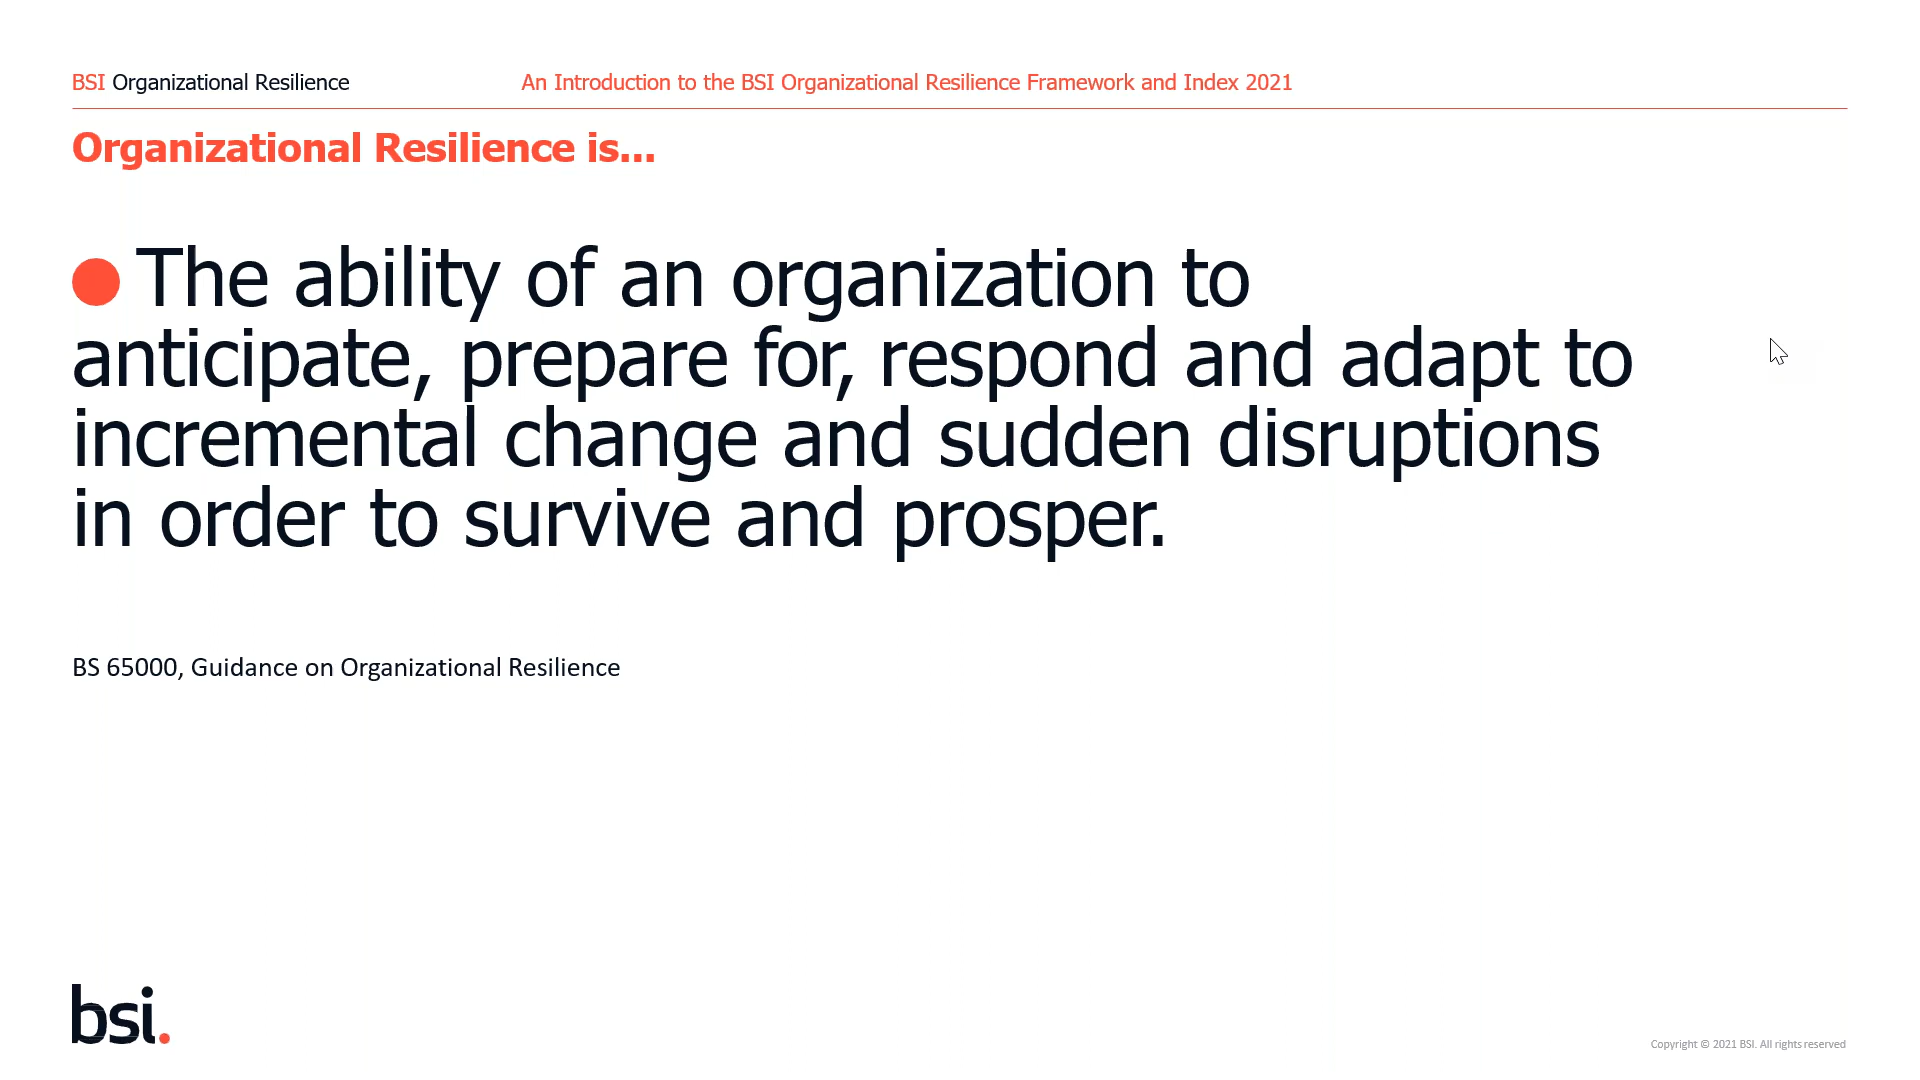 BSI Organizational Resilience
An Introduction to the BSI Organizational Resilience Framework and Index 2021
Organizational Resilience is...
The ability of an organization to
anticipate, prepare for, respond and adapt to
incremental change and sudden disruptions
in order to survive and prosper.
BS 65000, Guidance on Organizational Resilience
bsi.
Copyright © 2021 BSI. All rights reserved